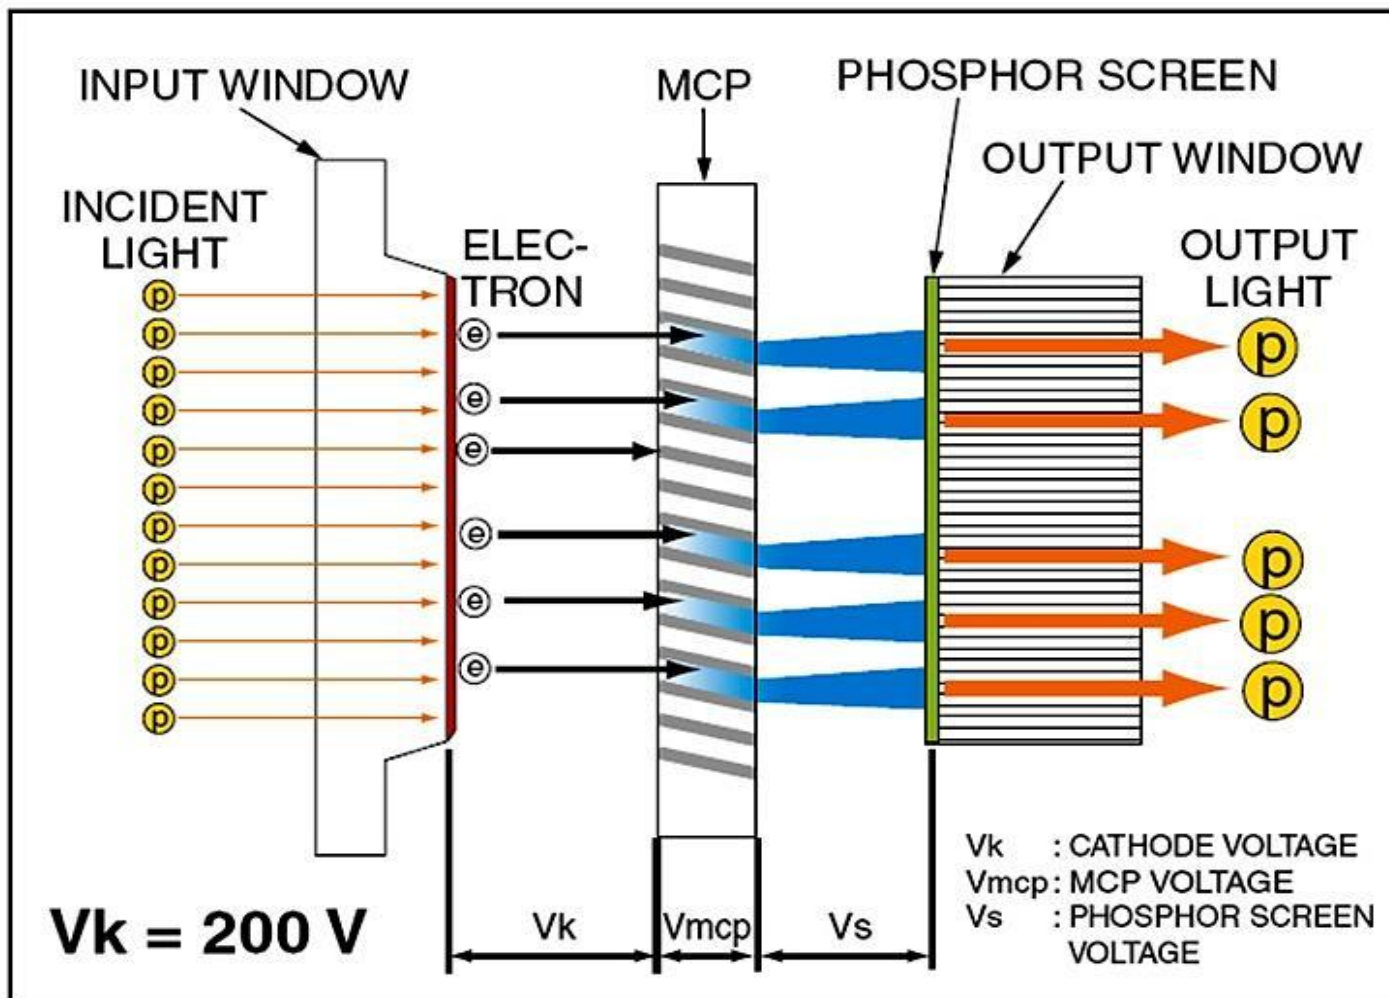 INPUT WINDOW
MCP
PHOSPHOR SCREEN
OUTPUT WINDOW
INCIDENT
LIGHT
ELEC-
TRON
OUTPUT
LIGHT
p
p
p
p
p
p
p
p
p
p
p
p
e
e
e
e
e
e
p
p
p
p
p
Vk = 200 V
Vk
Vmcp
Vs
Vk : CATHODE VOLTAGE
Vmcp : MCP VOLTAGE
Vs : PHOSPHOR SCREEN
VOLTAGE